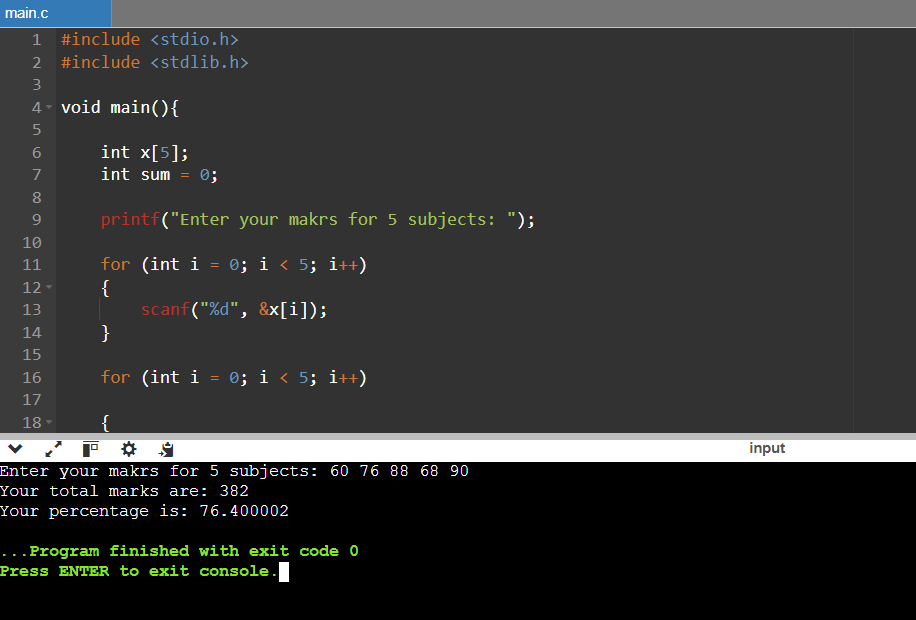 main.c
1 #include <stdio.h>
2 #include <stdlib.h>
3
4 void main(){
5
6 int x[5];
7 int sum = 0;
8
9 printf("Enter your makrs for 5 subjects: ");
10
11 for (int i = 0; i < 5; i++)
12 {
13 scanf("%d", &x[i]);
14 }
15
16 for (int i = 0; i < 5; i++)
17
18 {
input
Enter your makrs for 5 subjects: 60 76 88 68 90
Your total marks are: 382
Your percentage is: 76.400002
...Program finished with exit code 0
Press ENTER to exit console.